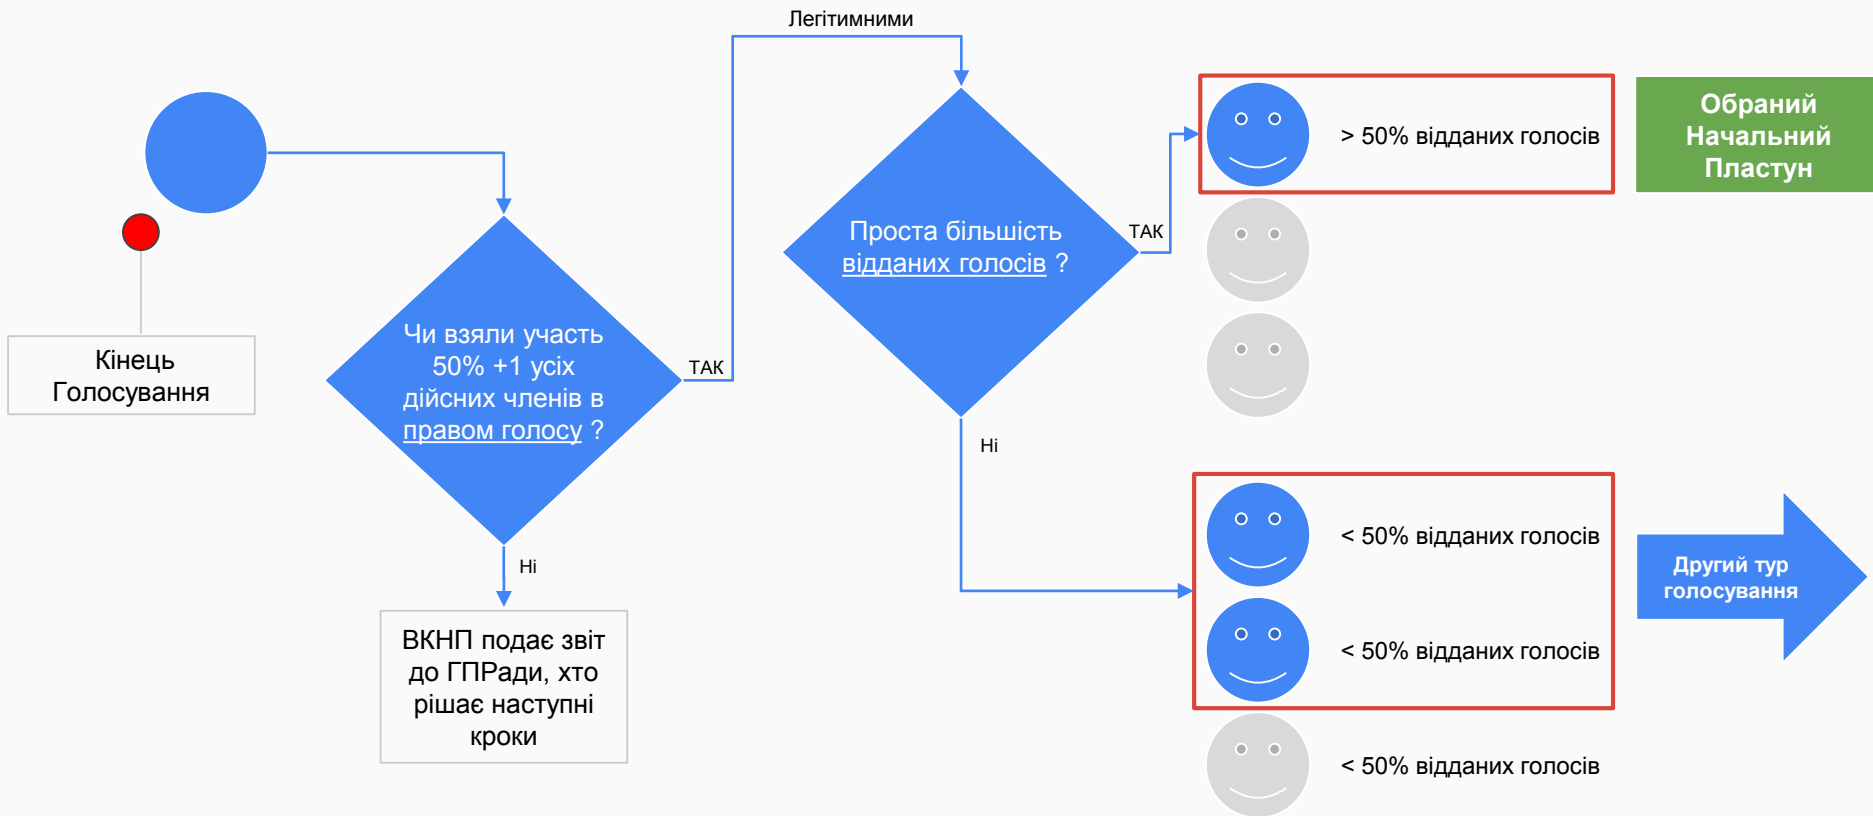 Легітимними
Кінець
Голосування
Чи взяли участь
50% +1 усіх
дійсних членів в
правом голосу ?
ТАК
Ні
ВКНП подає звіт
до ГПРади, хто
рішає наступні
кроки
Проста більшість
відданих голосів ?
ТАК
Ні
> 50% відданих голосів
Обраний
Начальний
Пластун
< 50% відданих голосів
< 50% відданих голосів
Другий тур
голосування
< 50% відданих голосів